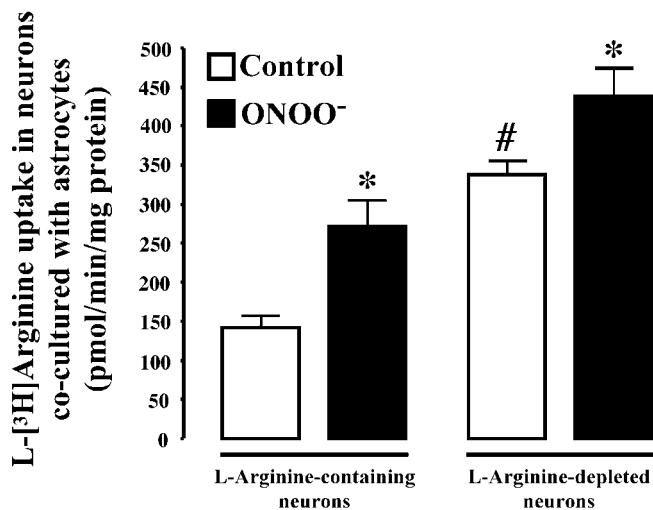 L-[³H]Arginine uptake in neurons
co-cultured with astrocytes
(pmol/min/mg protein)
500
450
400
350
300
250
200
150
100
50
0
Control
ONOO⁻
*
#
*
L-Arginine-containing
neurons
L-Arginine-depleted
neurons